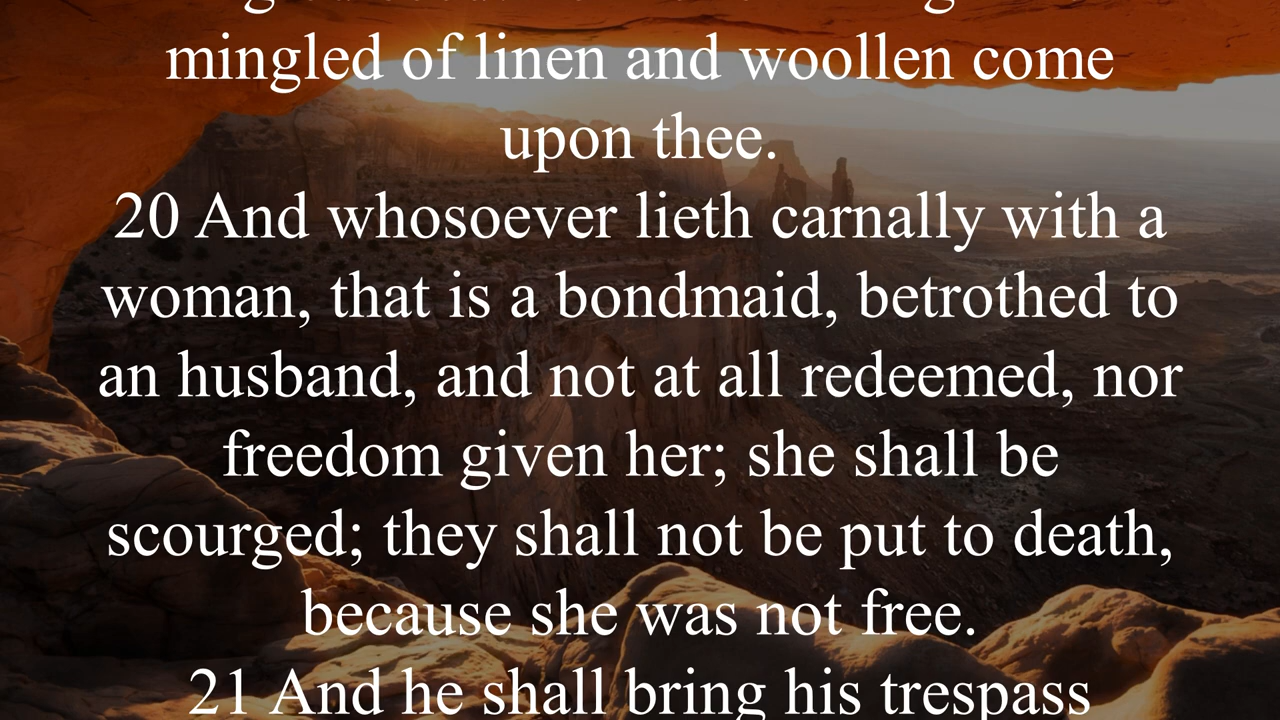 mingled of linen and woollen come
upon thee.
20 And whosoever lieth carnally with a
woman, that is a bondmaid, betrothed to
an husband, and not at all redeemed, nor
freedom given her; she shall be
scourged; they shall not be put to death,
because she was not free.
21 And he shall bring his trespass